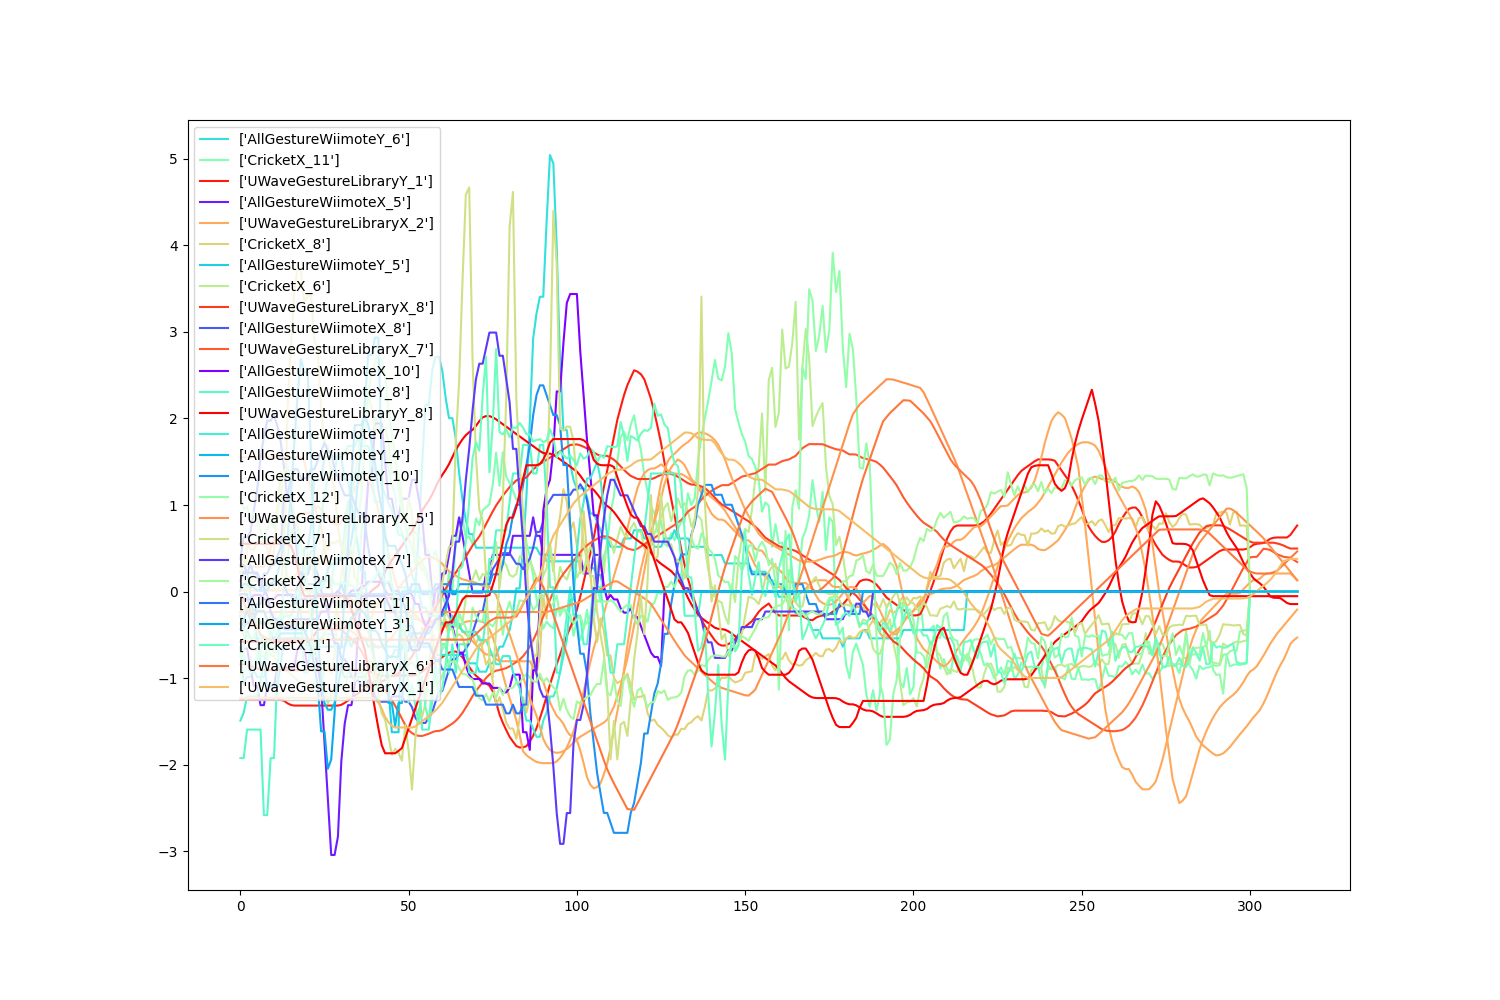 ['AllGestureWiimoteY_6']
['CricketX_11']
['UWaveGestureLibraryY_1']
['AllGestureWiimoteX_5']
['UWaveGestureLibraryX_2']
['CricketX_8']
['AllGestureWiimoteY_5']
['CricketX_6']
['UWaveGestureLibraryX_8']
['AllGestureWiimoteX_8']
['UWaveGestureLibraryX_7']
['AllGestureWiimoteX_10']
['AllGestureWiimoteY_8']
['UWaveGestureLibraryY_8']
['AllGestureWiimoteY_7']
['AllGestureWiimoteY_4']
['AllGestureWiimoteY_10']
['CricketX_12']
['UWaveGestureLibraryX_5']
['CricketX_7']
['AllGestureWiimoteX_7']
['CricketX_2']
['AllGestureWiimoteY_1']
['AllGestureWiimoteY_3']
['CricketX_1']
['UWaveGestureLibraryX_6']
['UWaveGestureLibraryX_1']
5
4
3
2
1
0
−1
−2
−3
0 50 100 150 200 250 300